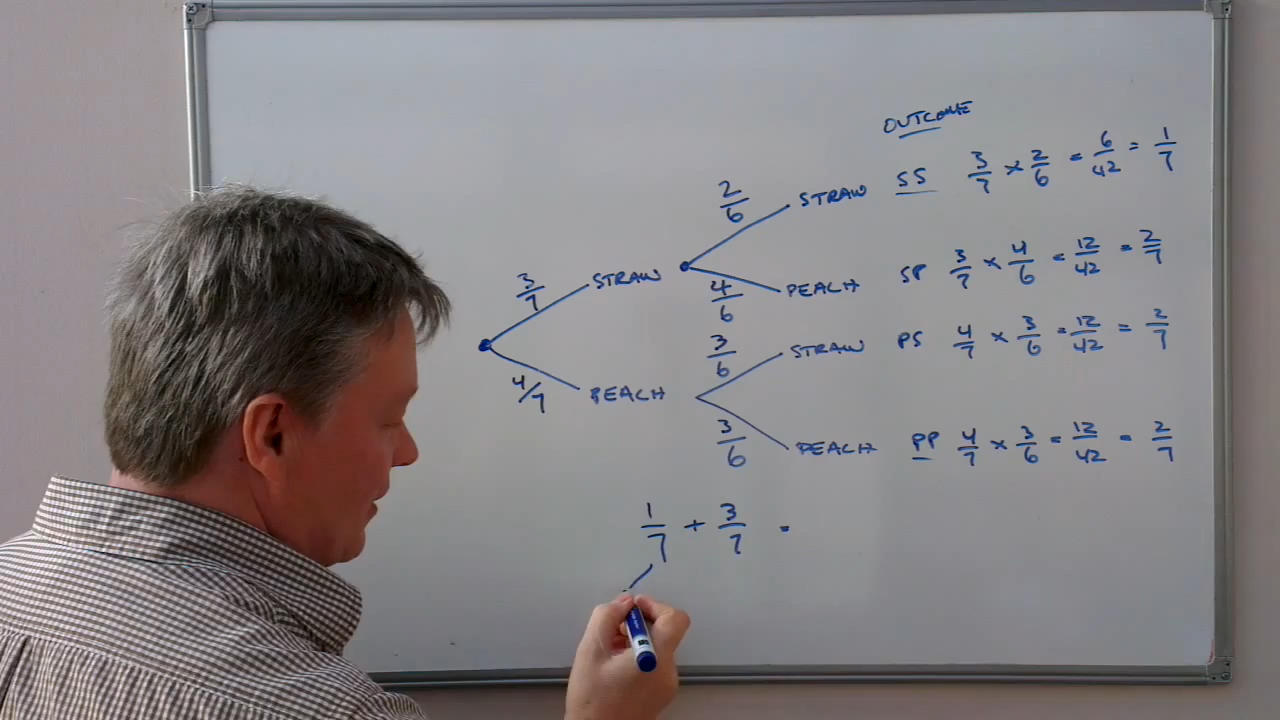 OUTCOME
2/6 STRAW SS 3/7 × 2/6 = 6/42 = 1/7
3/7 STRAW
4/6 PEACH SP 3/7 × 4/6 = 12/42 = 2/7
3/6 STRAW PS 4/7 × 3/6 = 12/42 = 2/7
4/7 PEACH
3/6 PEACH PP 4/7 × 3/6 = 12/42 = 2/7
1/7 + 3/7 =